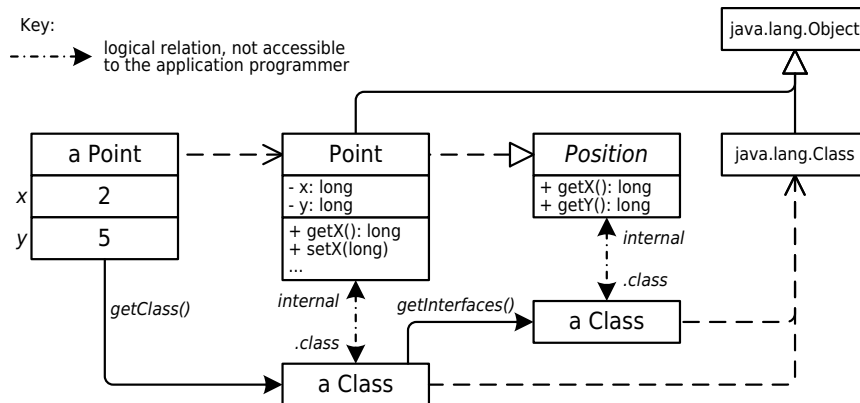 Key:
logical relation, not accessible
to the application programmer
java.lang.Object
a Point
x 2
y 5
Point
- x: long
- y: long
+ getX(): long
+ setX(long)
...
Position
+ getX(): long
+ getY(): long
java.lang.Class
internal
.class
getClass()
internal
.class
getInterfaces()
a Class
a Class